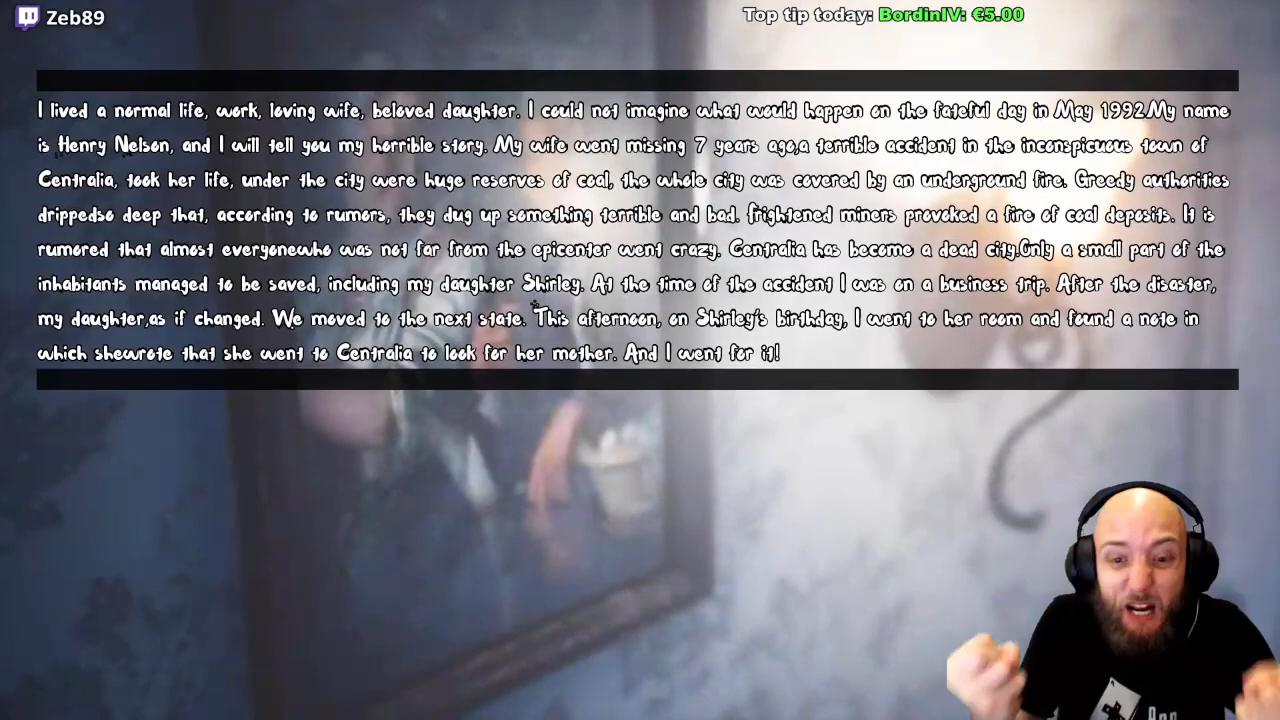 Zeb89
Top tip today: BordinIV: €5.00
I lived a normal life, work, loving wife, beloved daughter. I could not imagine what would happen on the fateful day in May 1992.My name
is Henry Nelson, and I will tell you my horrible story. My wife went missing 7 years ago,a terrible accident in the inconspicuous town of
Centralia, took her life, under the city were huge reserves of coal, the whole city was covered by an underground fire. Greedy authorities
drippedso deep that, according to rumors, they dug up something terrible and bad. frightened miners provoked a fire of coal deposits. It is
rumored that almost everyonewho was not far from the epicenter went crazy. Centralia has become a dead city.Only a small part of the
inhabitants managed to be saved, including my daughter Shirley. At the time of the accident I was on a business trip. After the disaster,
my daughter,as if changed. We moved to the next state. This afternoon, on Shirley's birthday, I went to her room and found a note in
which shewrote that she went to Centralia to look for her mother. And I went for it!